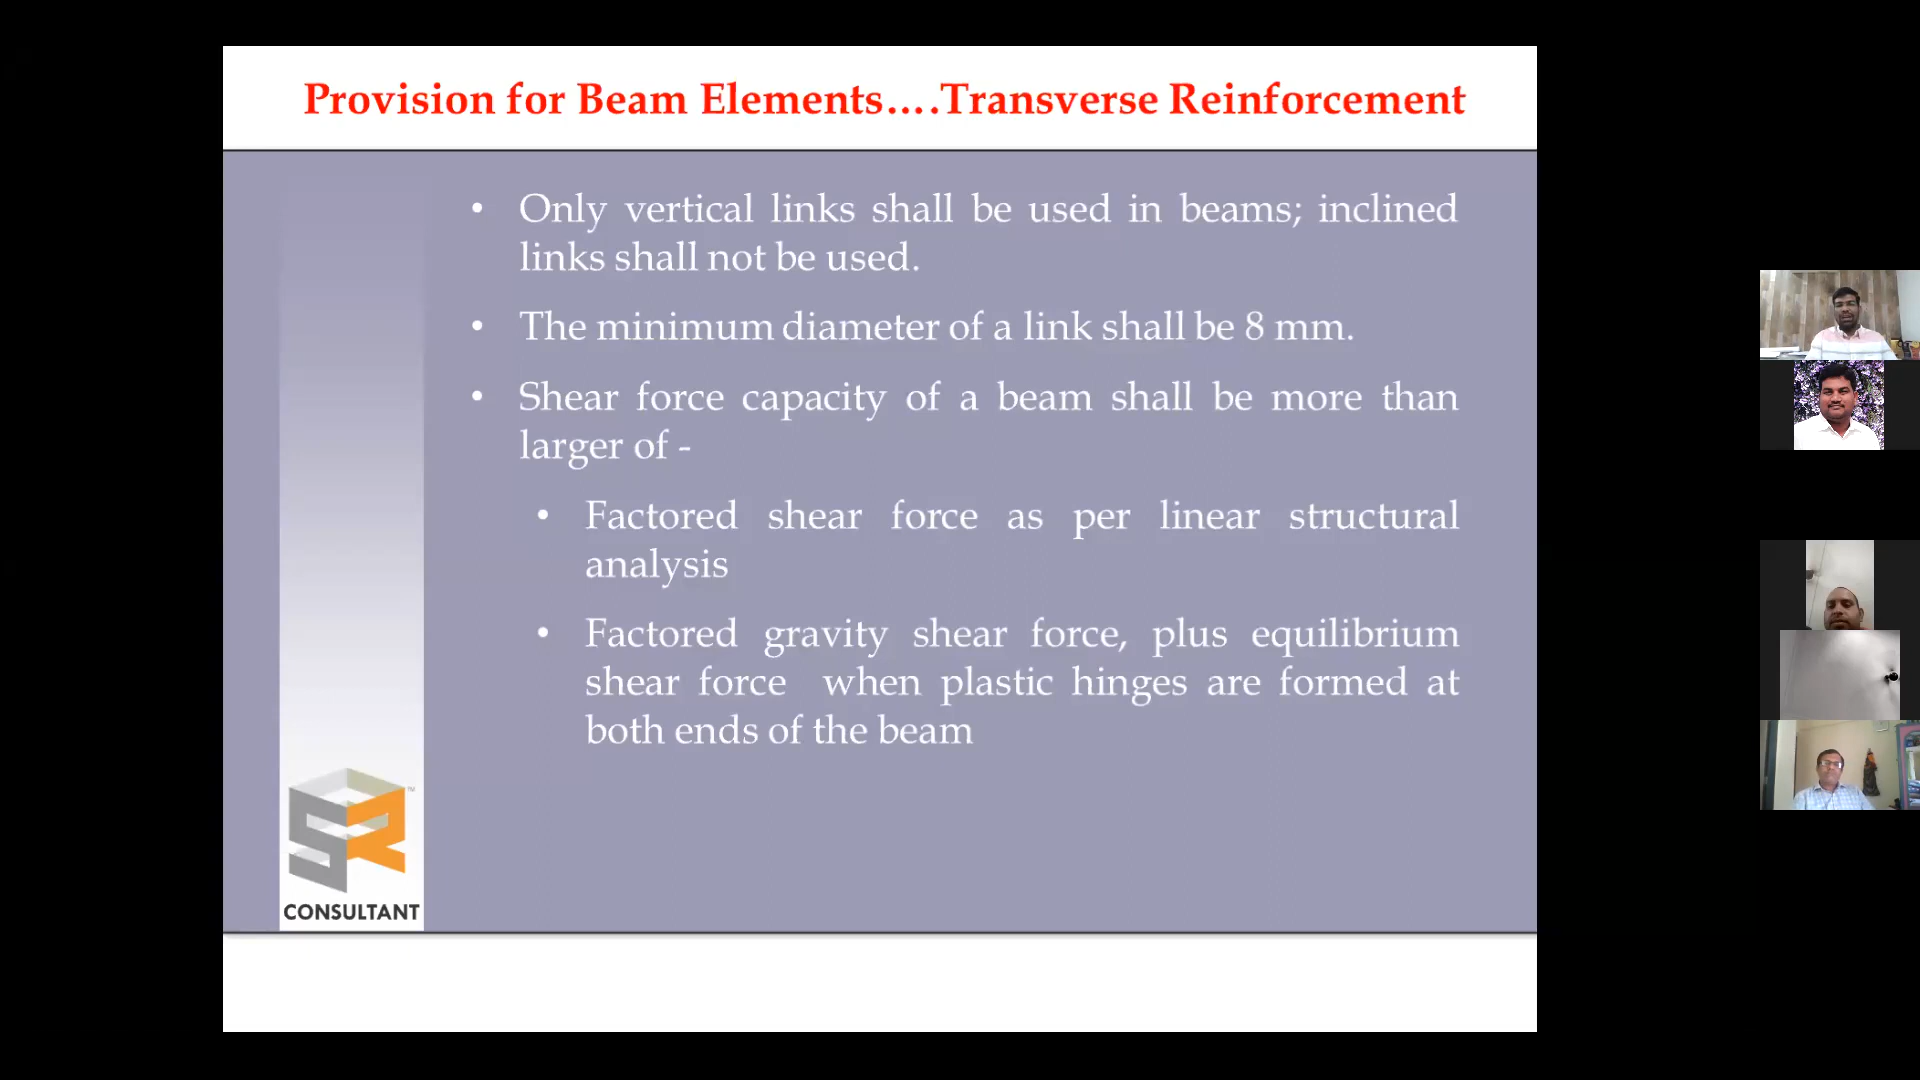 Provision for Beam Elements….Transverse Reinforcement
• Only vertical links shall be used in beams; inclined
links shall not be used.
• The minimum diameter of a link shall be 8 mm.
• Shear force capacity of a beam shall be more than
larger of -
• Factored shear force as per linear structural
analysis
• Factored gravity shear force, plus equilibrium
shear force when plastic hinges are formed at
both ends of the beam
SR™
CONSULTANT